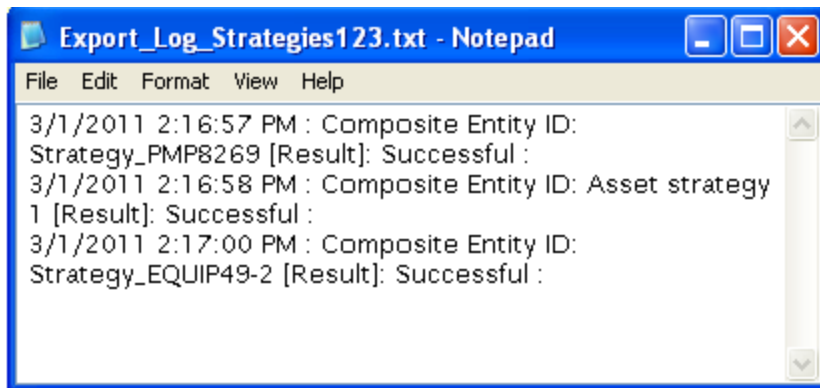 Export_Log_Strategies123.txt - Notepad
File Edit Format View Help
3/1/2011 2:16:57 PM : Composite Entity ID:
Strategy_PMP8269 [Result]: Successful :
3/1/2011 2:16:58 PM : Composite Entity ID: Asset strategy
1 [Result]: Successful :
3/1/2011 2:17:00 PM : Composite Entity ID:
Strategy_EQUIP49-2 [Result]: Successful :